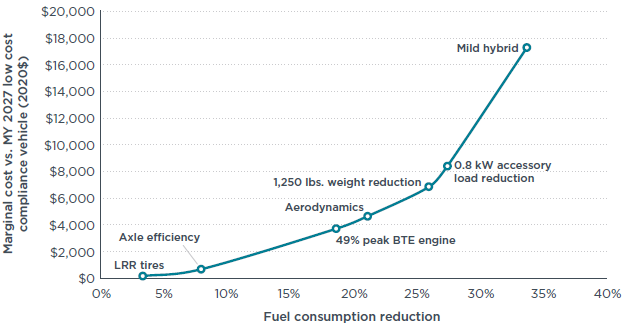 Marginal cost vs. MY 2027 low cost
compliance vehicle (2020$)
$20,000
$18,000
$16,000
$14,000
$12,000
$10,000
$8,000
$6,000
$4,000
$2,000
$0
Mild hybrid
0.8 kW accessory
load reduction
1,250 lbs. weight reduction
Aerodynamics
49% peak BTE engine
Axle efficiency
LRR tires
0%
5%
10%
15%
20%
25%
30%
35%
40%
Fuel consumption reduction